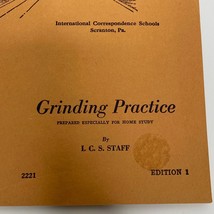 International Correspondence Schools
Scranton, Pa.
Grinding Practice
PREPARED ESPECIALLY FOR HOME STUDY
By
I. C. S. STAFF
2221
EDITION 1